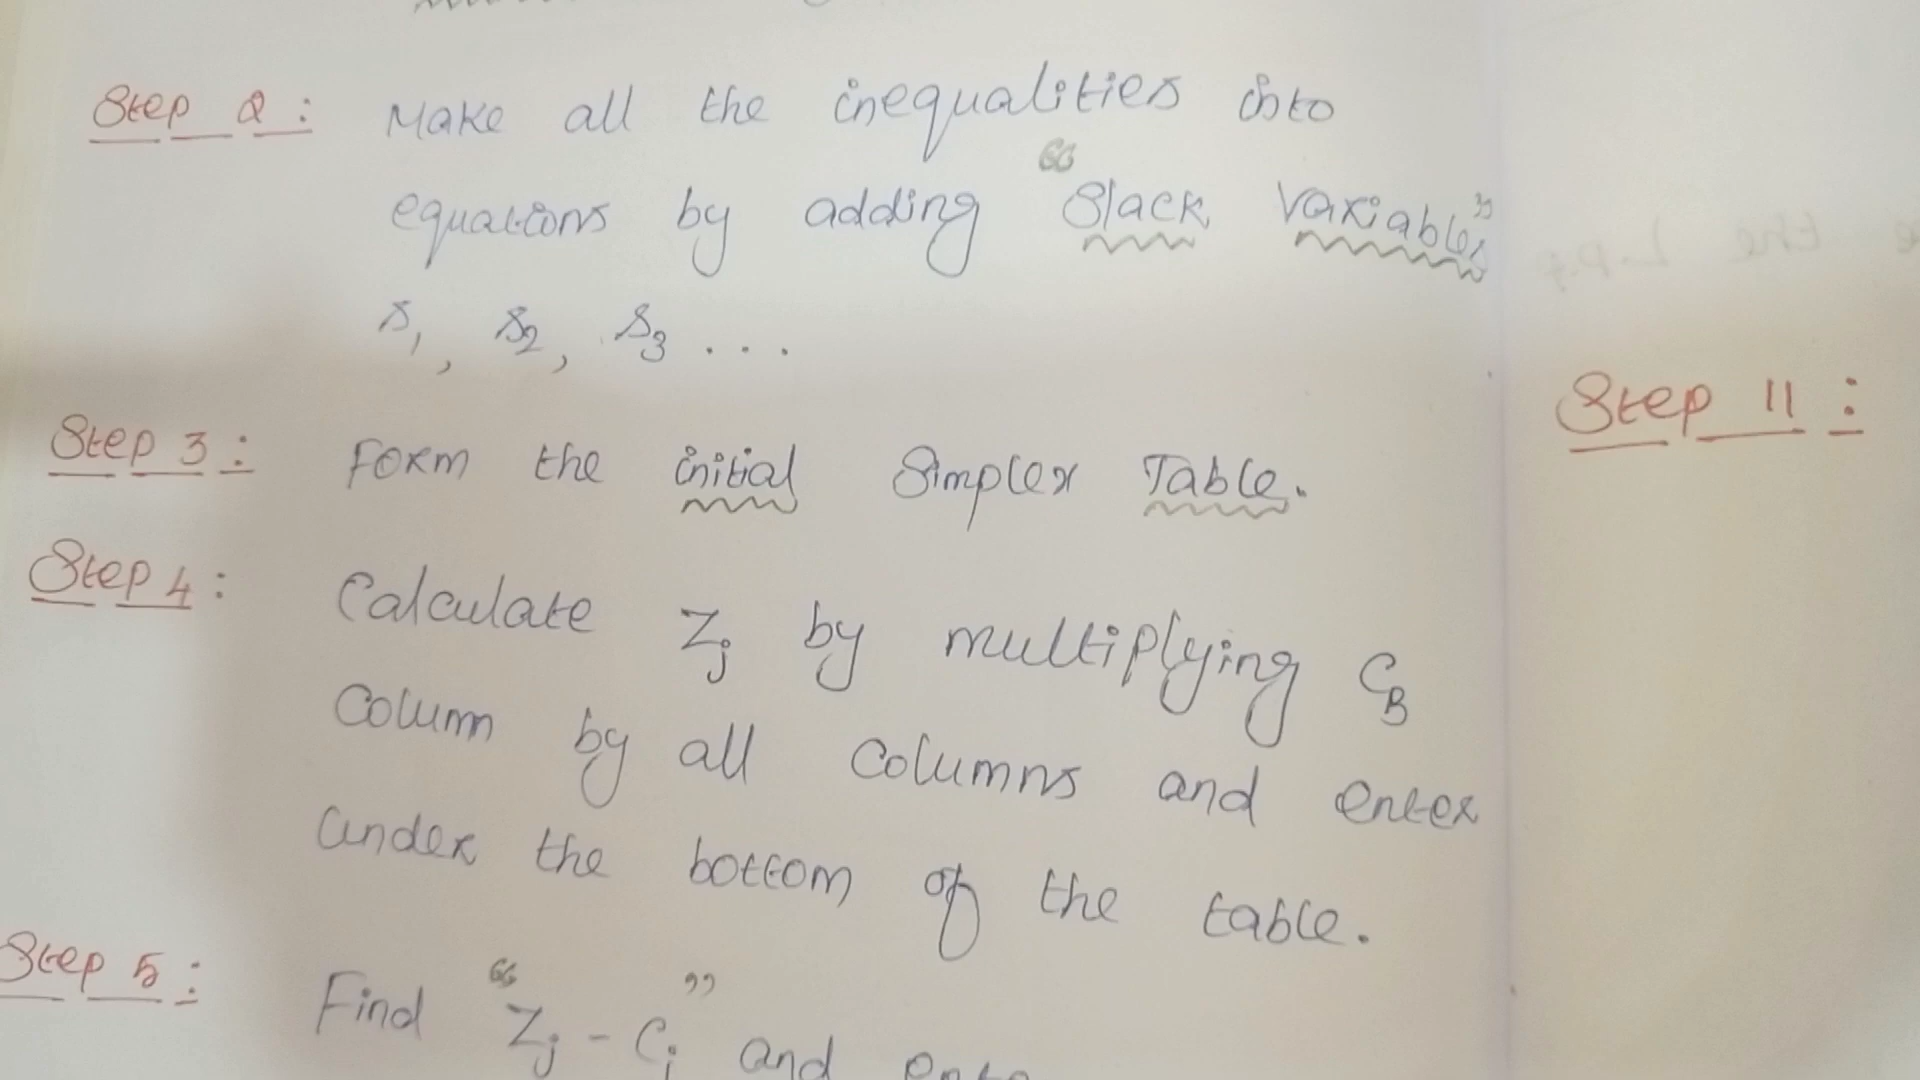 Step 2: Make all the inequalities into
equations by adding "Slack Variables"
s1, s2, s3 ...
Step 3: Form the initial Simplex Table.
Step 4: Calculate Zj by multiplying CB
column by all columns and enter
under the bottom of the table.
Step 5: Find "Zj - Cj" and
Step 11: